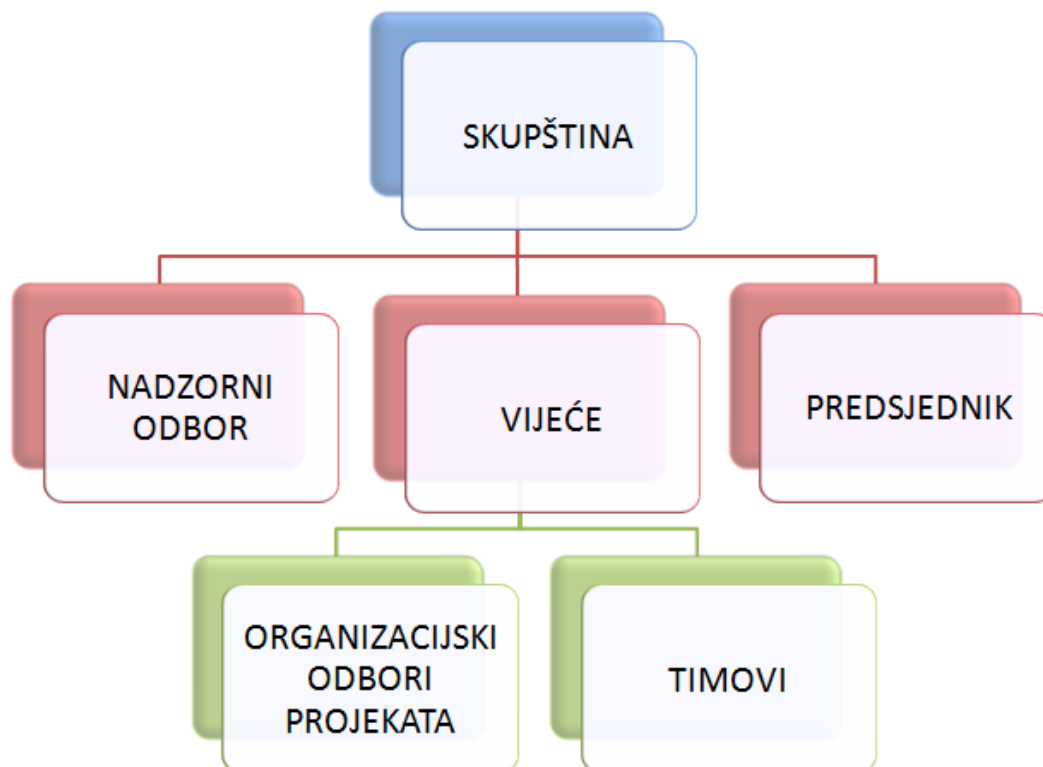 SKUPŠTINA
NADZORNI
ODBOR
VIJEĆE
PREDSJEDNIK
ORGANIZACIJSKI
ODBORI
PROJEKATA
TIMOVI